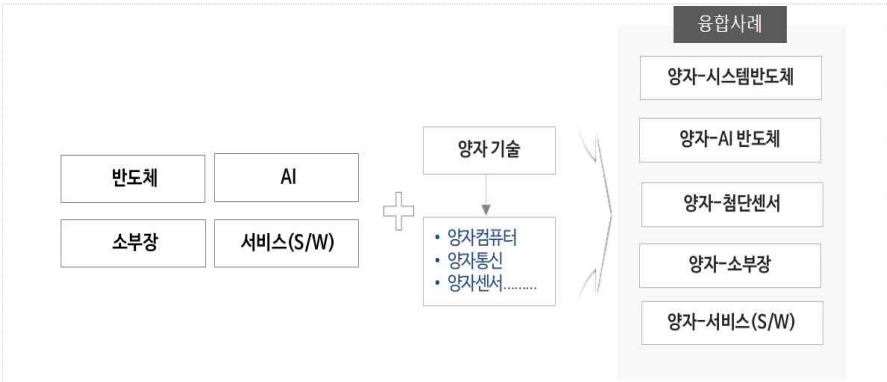 융합사례
반도체
AI
소부장
서비스(S/W)
양자 기술
• 양자컴퓨터
• 양자통신
• 양자센서.........
양자-시스템반도체
양자-AI 반도체
양자-첨단센서
양자-소부장
양자-서비스(S/W)